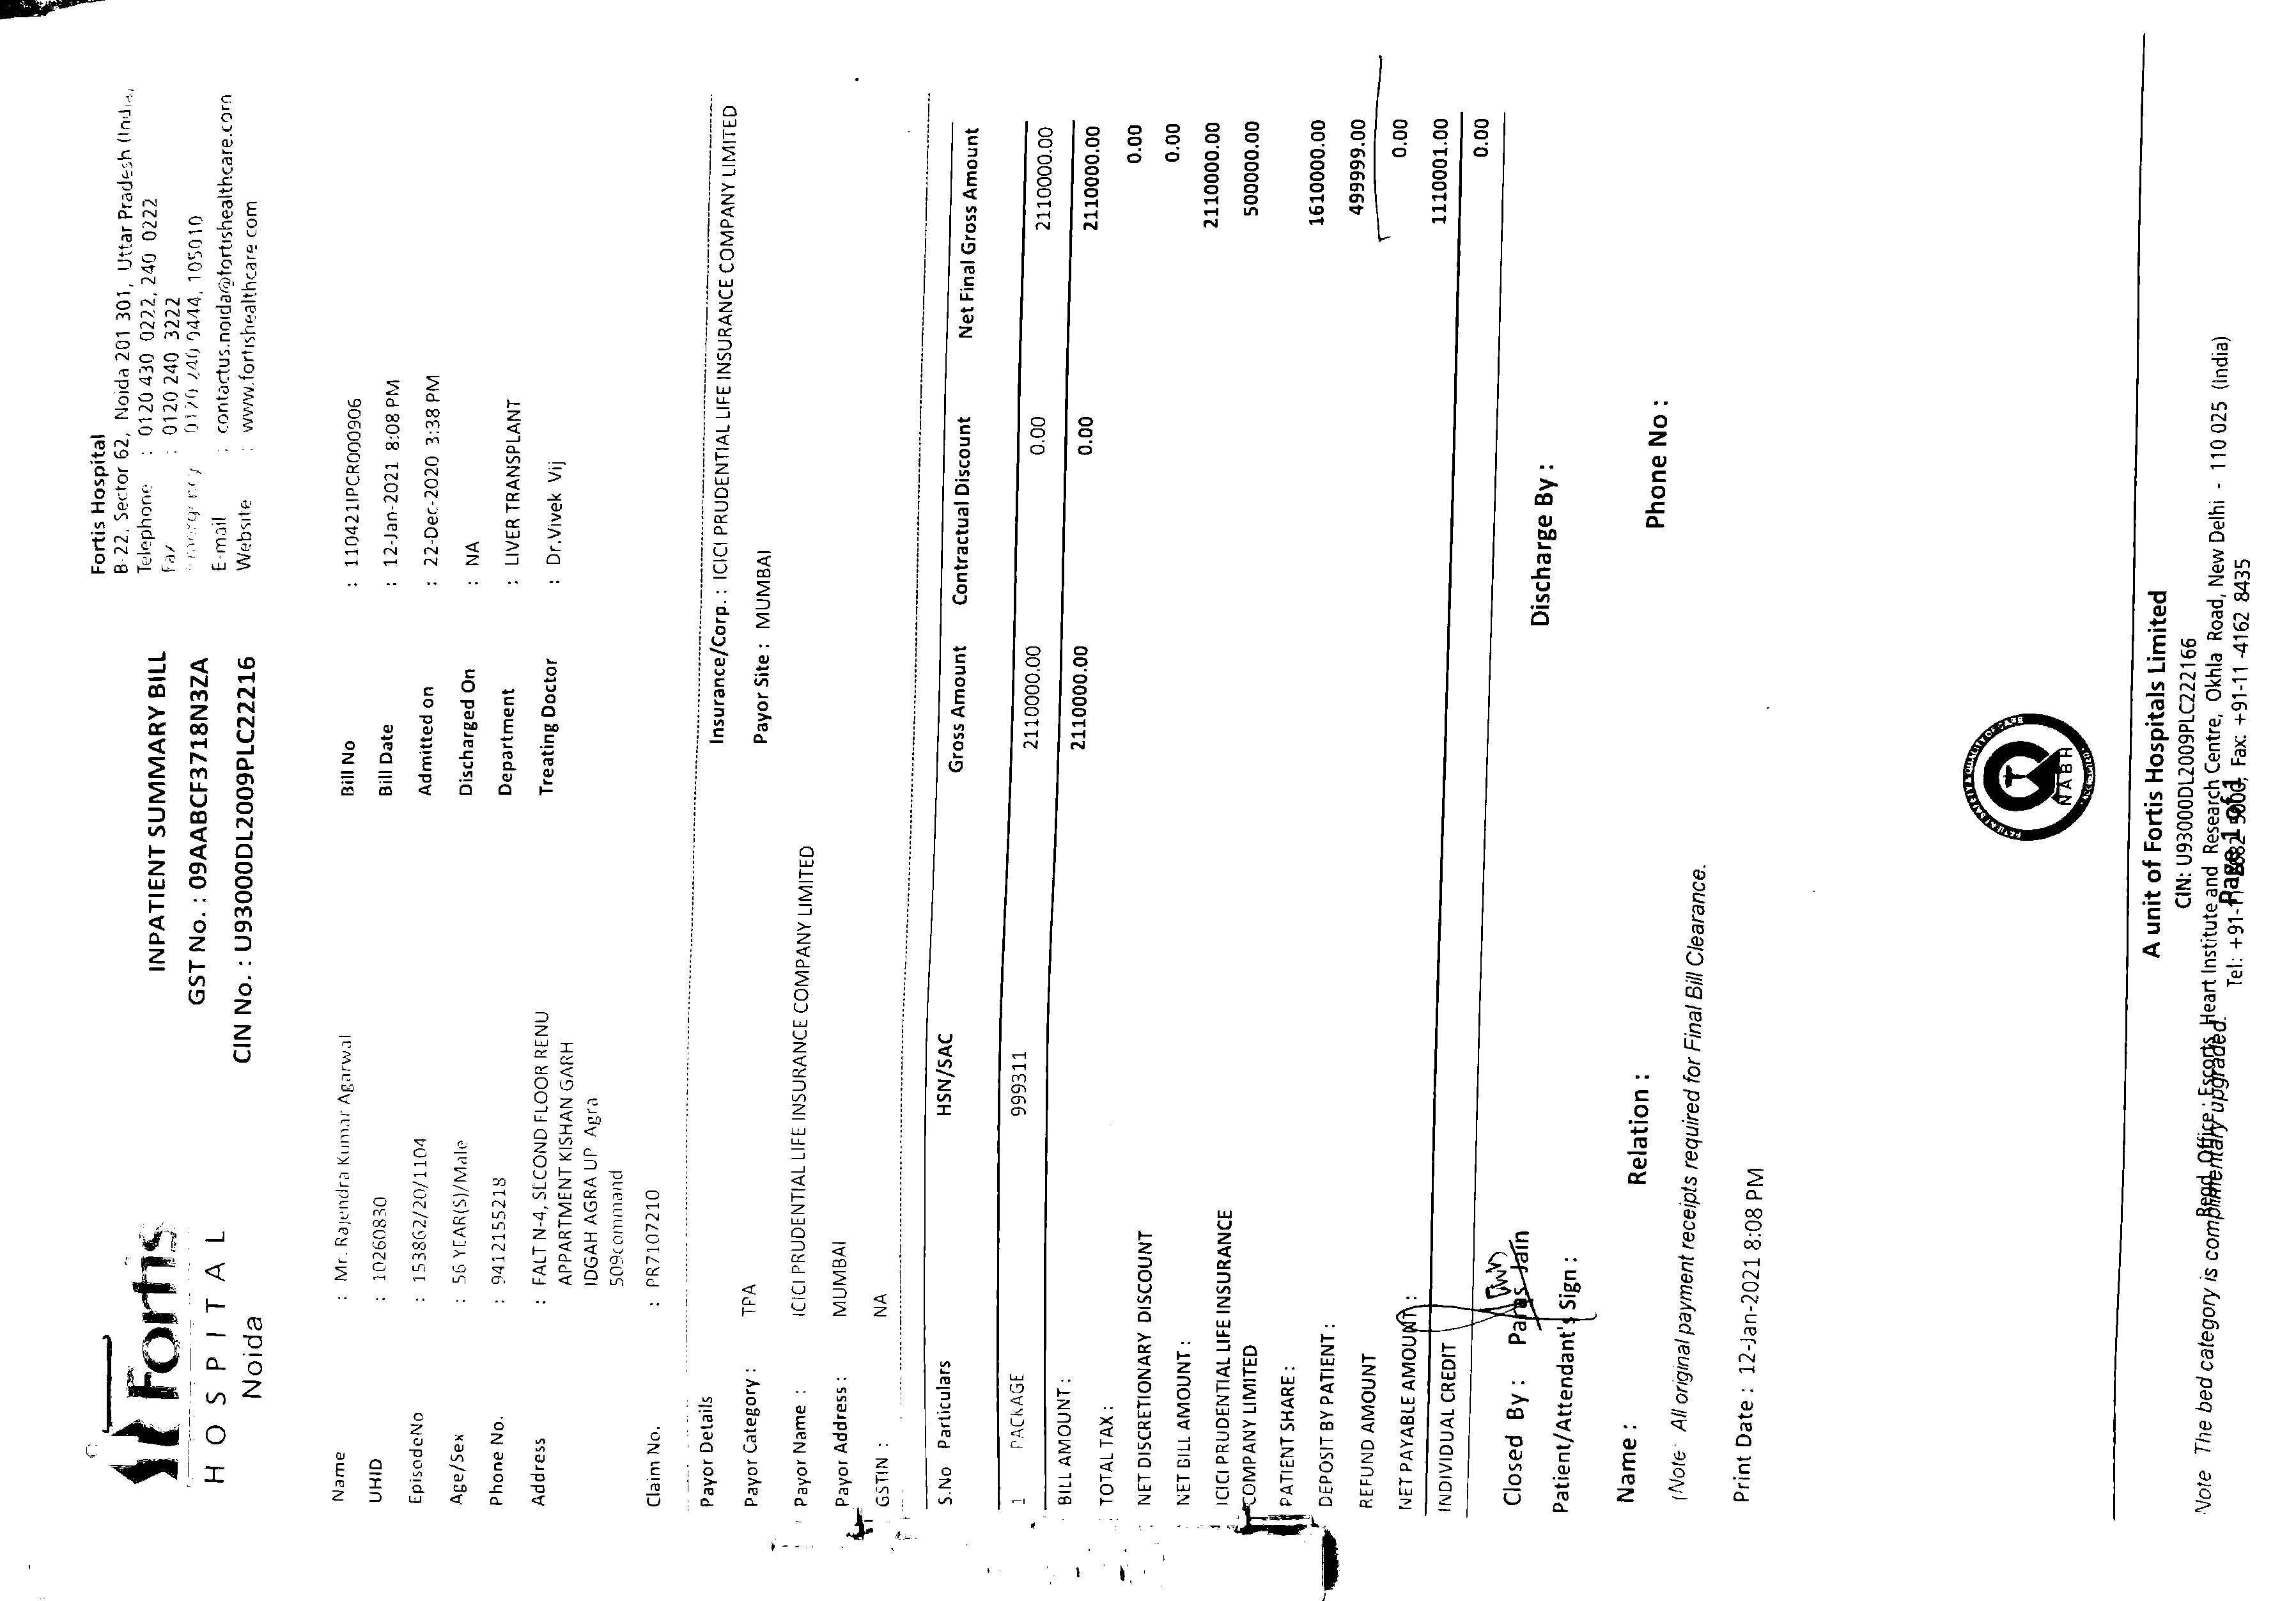 Fortis
HOSPITAL
Noida
INPATIENT SUMMARY BILL
GST No. : 09AABCF3718N3ZA
CIN No. : U93000DL2009PLC222216
Fortis Hospital
B-22, Sector 62, Noida 201 301, Uttar Pradesh (India)
Telephone : 0120 430 0222, 240 0222
Fax : 0120 240 3222
: 0120 240 0444, 105010
E-mail : contactus.noida@fortishealthcare.com
Website : www.fortishealthcare.com
Name : Mr. Rajendra Kumar Agarwal
Bill No : 110421IPCR000906
UHID : 10260830
Bill Date : 12-Jan-2021 8:08 PM
EpisodeNo : 153862/20/1104
Admitted on : 22-Dec-2020 3:38 PM
Age/Sex : 56 YEAR(S)/Male
Discharged On : NA
Phone No. : 9412155218
Department : LIVER TRANSPLANT
Address : FALT N-4, SECOND FLOOR RENU
Treating Doctor : Dr.Vivek Vij
APPARTMENT KISHAN GARH
IDGAH AGRA UP Agra
509command
Claim No. : PR7107210
Payor Details
Insurance/Corp. : ICICI PRUDENTIAL LIFE INSURANCE COMPANY LIMITED
Payor Category : TPA
Payor Site : MUMBAI
Payor Name : ICICI PRUDENTIAL LIFE INSURANCE COMPANY LIMITED
Payor Address : MUMBAI
GSTIN : NA
S.No Particulars HSN/SAC Gross Amount Contractual Discount Net Final Gross Amount
1 PACKAGE 999311 2110000.00 0.00 2110000.00
BILL AMOUNT : 2110000.00 0.00 2110000.00
TOTAL TAX : 0.00
NET DISCRETIONARY DISCOUNT 0.00
NET BILL AMOUNT : 2110000.00
ICICI PRUDENTIAL LIFE INSURANCE
COMPANY LIMITED 500000.00
PATIENT SHARE : 1610000.00
DEPOSIT BY PATIENT : 499999.00
REFUND AMOUNT 0.00
NET PAYABLE AMOUNT : 1110001.00
INDIVIDUAL CREDIT 0.00
Closed By : Paras Jain
Discharge By :
Patient/Attendant's Sign :
Name : Relation : Phone No :
(Note All original payment receipts required for Final Bill Clearance.
Print Date : 12-Jan-2021 8:08 PM
NABH
A unit of Fortis Hospitals Limited
CIN: U93000DL2009PLC222166
Regd. Office : Escorts Heart Institute and Research Centre, Okhla Road, New Delhi - 110 025 (India)
Note The bed category is complimentary upgraded.
Page 1 of 1
Tel: +91-11-2682 5000, Fax: +91-11-4162 8435